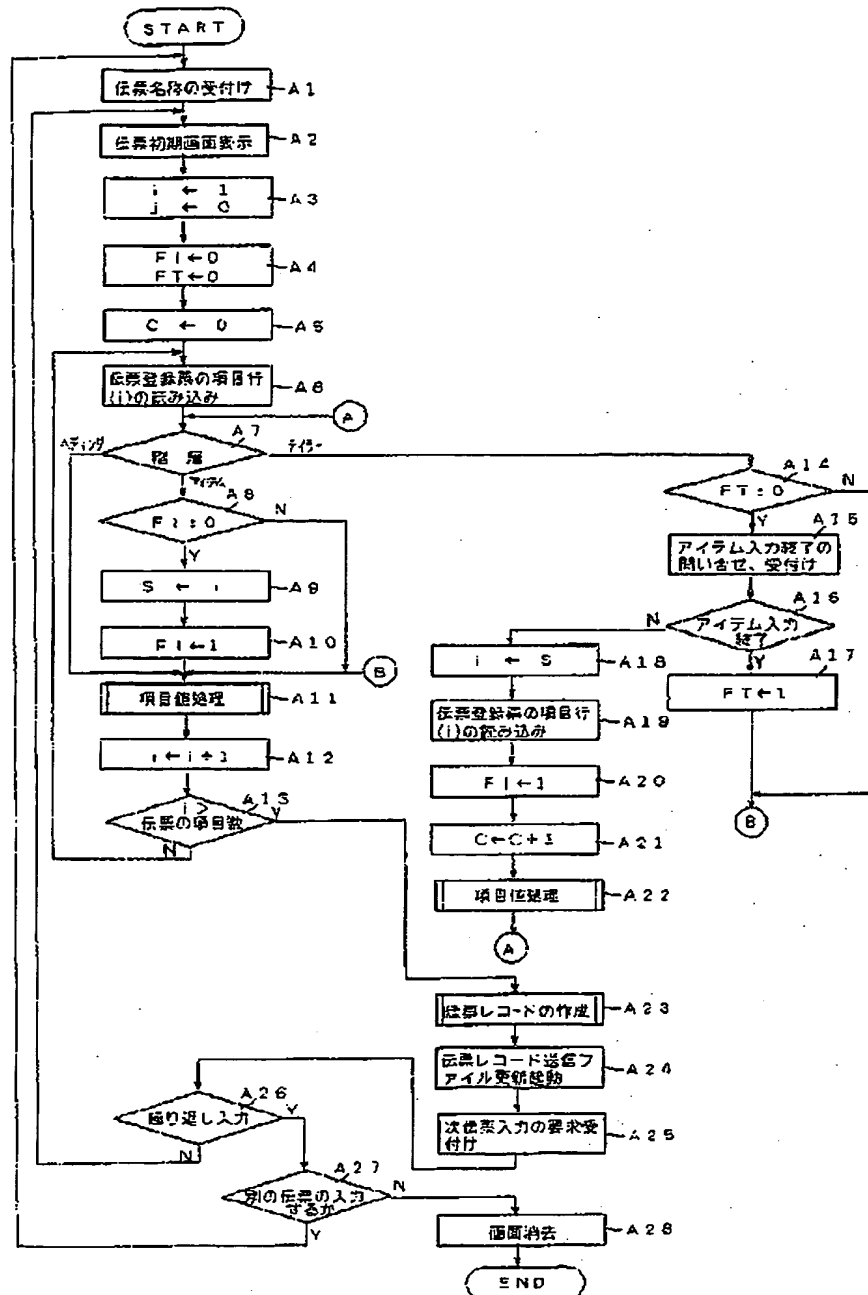 START
伝票名称の受付け
A1
伝票初期画面表示
A2
i ← 1
j ← 0
A3
FI←0
FT←0
A4
C ← 0
A5
伝票登録票の項目行
(i)の読み込み
A6
A
A7
ヘディング
階層
テイラー
アイテム
A8
N
Y
S ← i
A9
FI←1
A10
B
項目値処理
A11
A12
A13
i >
伝票の項目数
Y
N
A14
FT=0
N
Y
A15
アイテム入力終了の
問い合せ、受付け
A16
アイテム入力
終了
N
Y
A17
FT←1
B
i ← S
A18
伝票登録票の項目行
(i)の読み込み
A19
FI←1
A20
C←C+1
A21
項目値処理
A22
A
伝票レコードの作成
A23
伝票レコード送信フ
ァイル更新起動
A24
次伝票入力の要求受
付け
A25
A26
繰り返し入力
Y
N
A27
別の伝票の入力
するか
N
Y
画面消去
A28
END